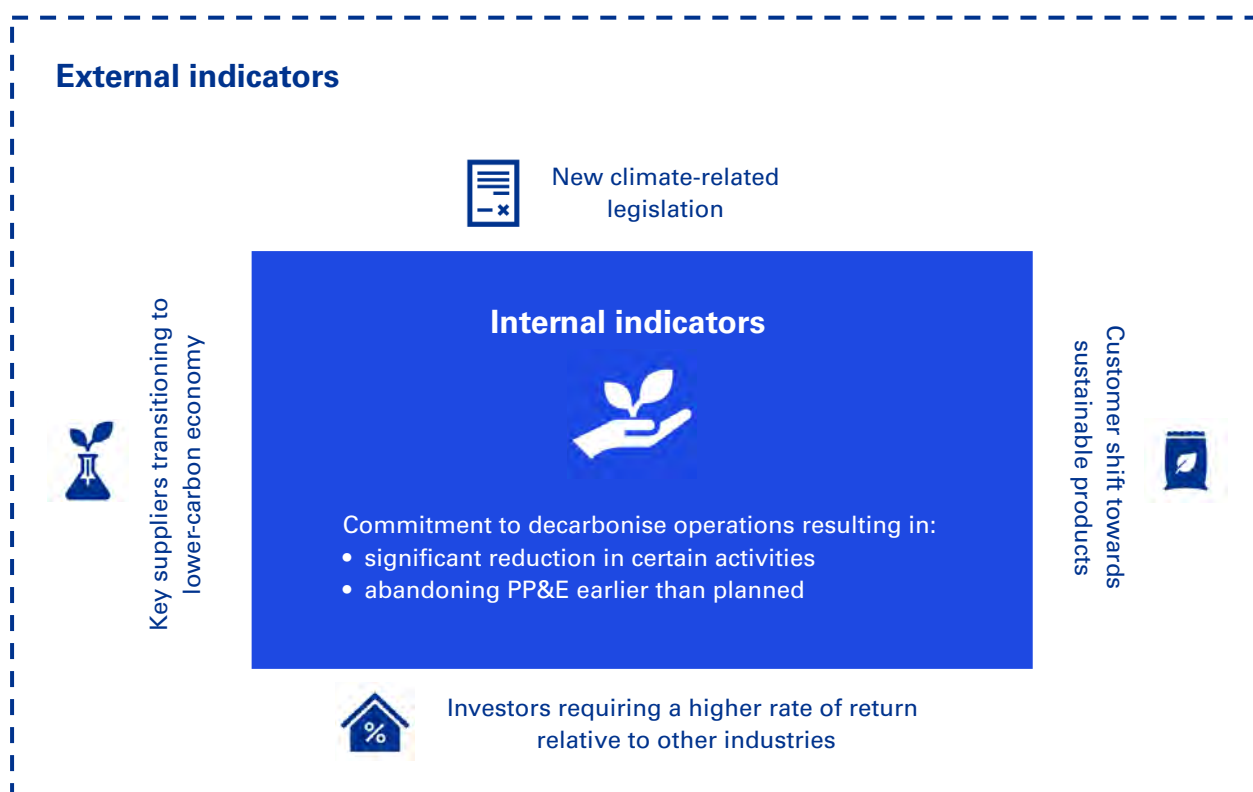 External indicators
New climate-related
legislation
Key suppliers transitioning to
lower-carbon economy
Internal indicators
Commitment to decarbonise operations resulting in:
• significant reduction in certain activities
• abandoning PP&E earlier than planned
Customer shift towards
sustainable products
%
Investors requiring a higher rate of return
relative to other industries